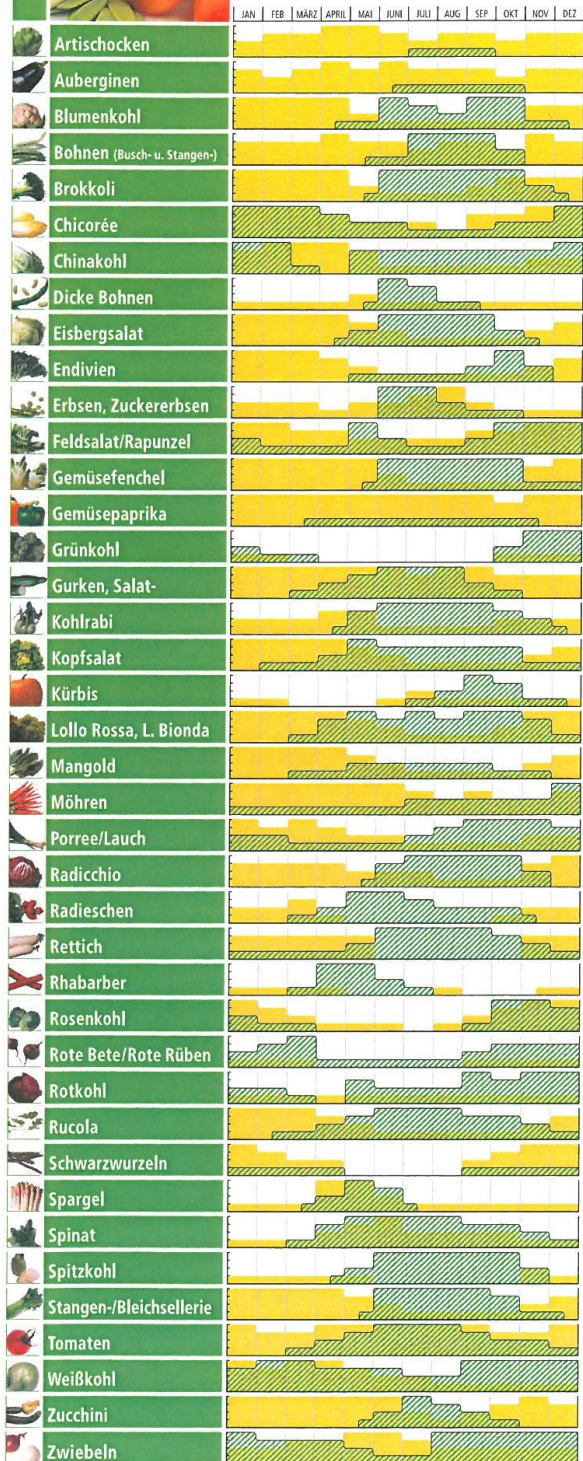 JAN FEB MÄRZ APRIL MAI JUNI JULI AUG SEP OKT NOV DEZ
Artischocken
Auberginen
Blumenkohl
Bohnen (Busch- u. Stangen-)
Brokkoli
Chicorée
Chinakohl
Dicke Bohnen
Eisbergsalat
Endivien
Erbsen, Zuckererbsen
Feldsalat/Rapunzel
Gemüsefenchel
Gemüsepaprika
Grünkohl
Gurken, Salat-
Kohlrabi
Kopfsalat
Kürbis
Lollo Rossa, L. Bionda
Mangold
Möhren
Porree/Lauch
Radicchio
Radieschen
Rettich
Rhabarber
Rosenkohl
Rote Bete/Rote Rüben
Rotkohl
Rucola
Schwarzwurzeln
Spargel
Spinat
Spitzkohl
Stangen-/Bleichsellerie
Tomaten
Weißkohl
Zucchini
Zwiebeln